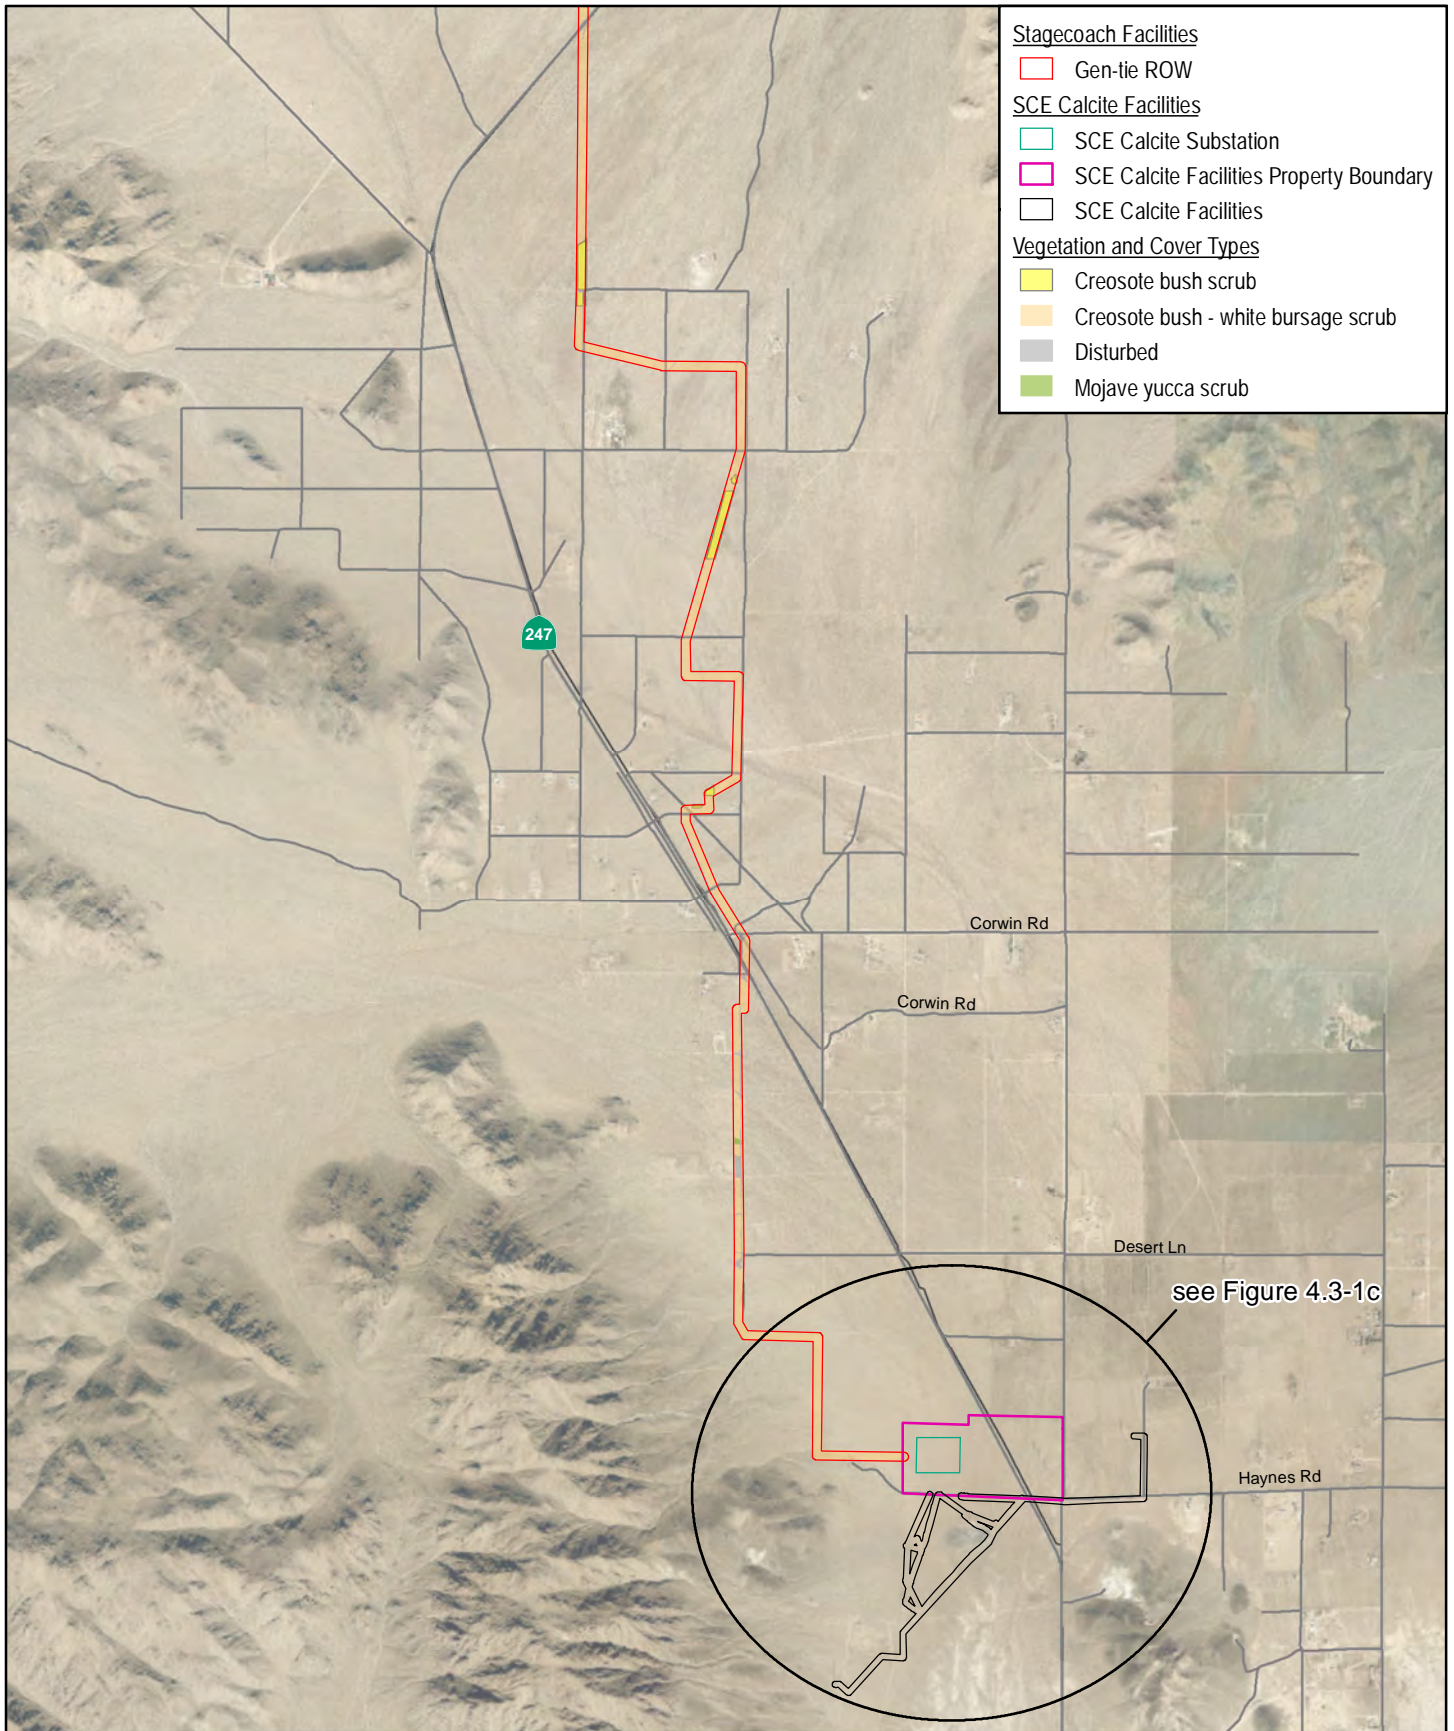 Stagecoach Facilities
Gen-tie ROW
SCE Calcite Facilities
SCE Calcite Substation
SCE Calcite Facilities Property Boundary
SCE Calcite Facilities
Vegetation and Cover Types
Creosote bush scrub
Creosote bush - white bursage scrub
Disturbed
Mojave yucca scrub
247
Corwin Rd
Corwin Rd
Desert Ln
see Figure 4.3-1c
Haynes Rd